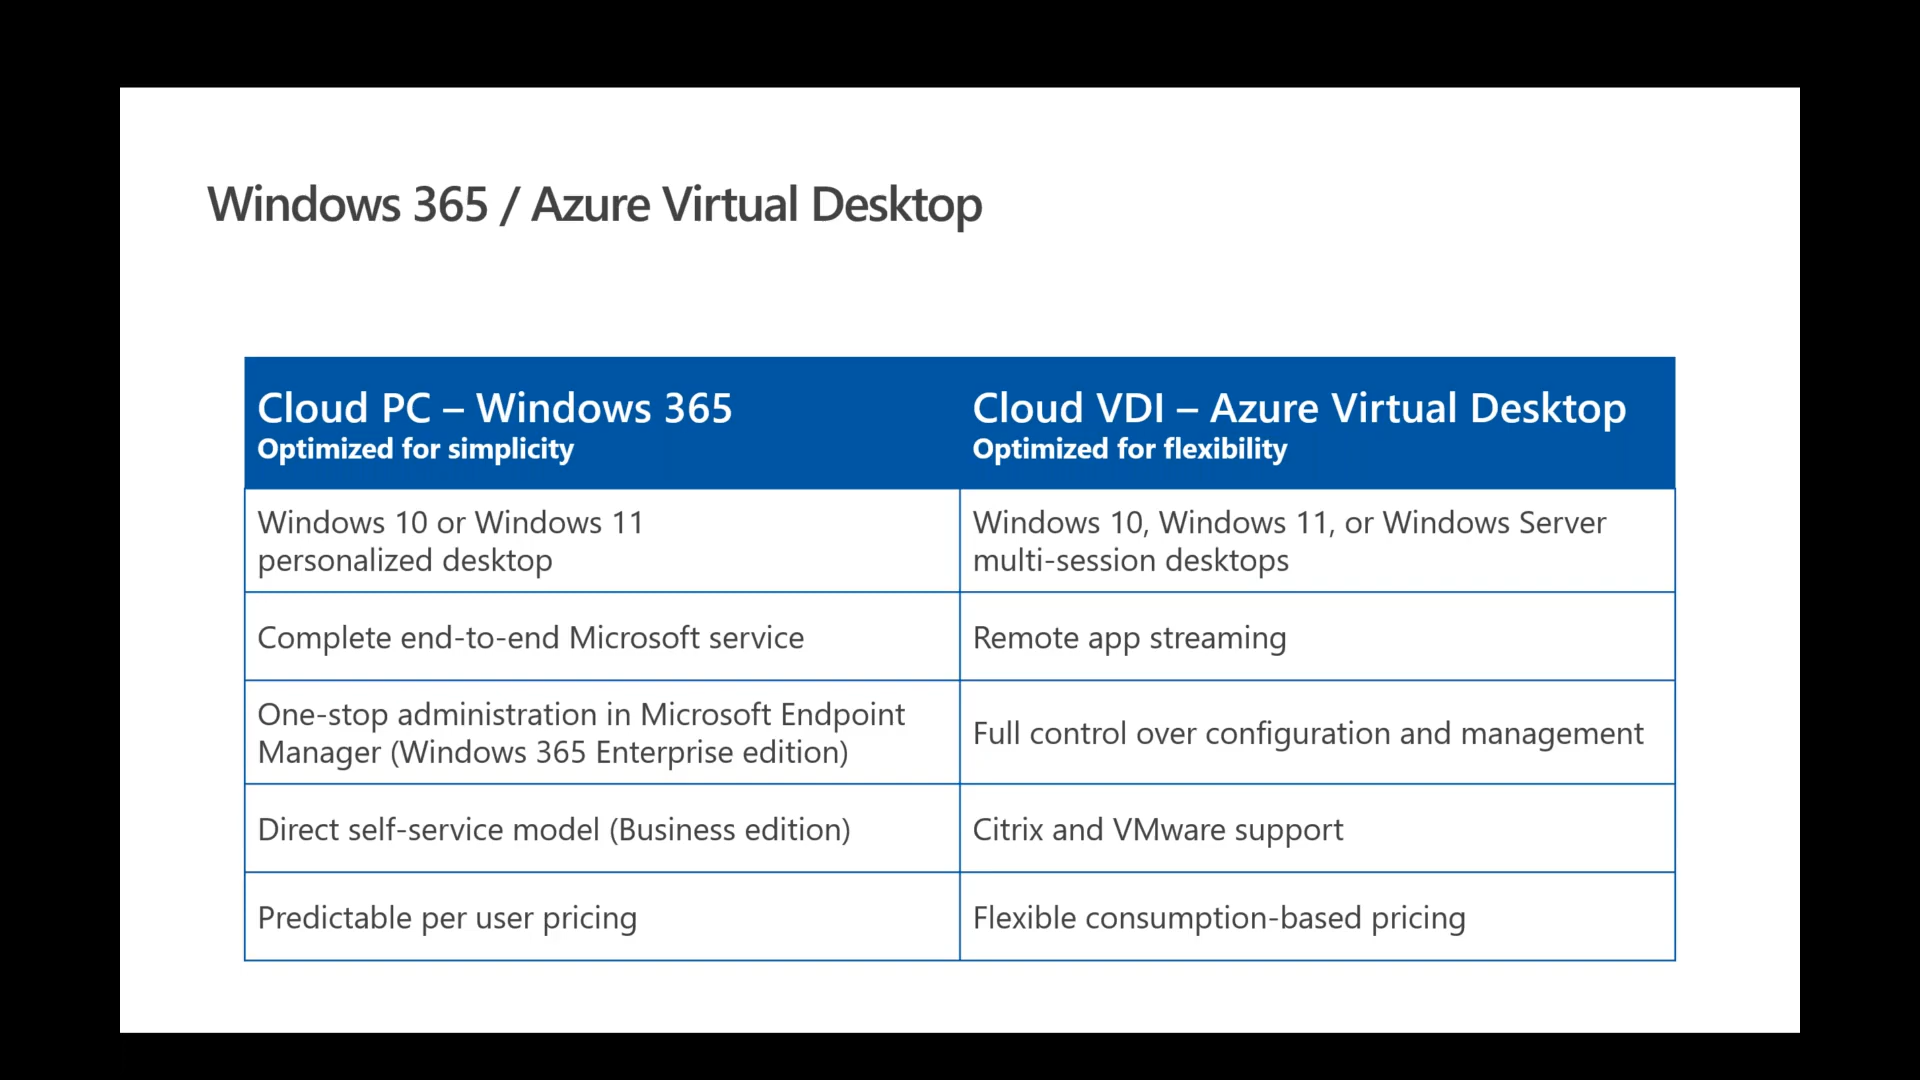 Windows 365 / Azure Virtual Desktop
Cloud PC – Windows 365
Optimized for simplicity
Cloud VDI – Azure Virtual Desktop
Optimized for flexibility
Windows 10 or Windows 11
personalized desktop
Windows 10, Windows 11, or Windows Server
multi-session desktops
Complete end-to-end Microsoft service
Remote app streaming
One-stop administration in Microsoft Endpoint
Manager (Windows 365 Enterprise edition)
Full control over configuration and management
Direct self-service model (Business edition)
Citrix and VMware support
Predictable per user pricing
Flexible consumption-based pricing